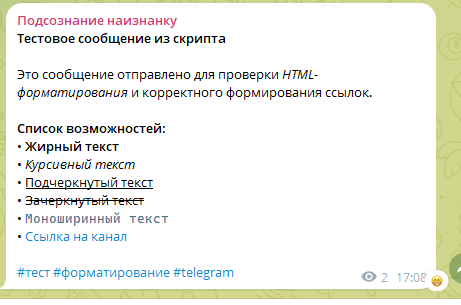 Подсознание наизнанку
Тестовое сообщение из скрипта
Это сообщение отправлено для проверки HTML-
форматирования и корректного формирования ссылок.
Список возможностей:
• Жирный текст
• Курсивный текст
• Подчеркнутый текст
• Зачеркнутый текст
• Моноширинный текст
• Ссылка на канал
#тест #форматирование #telegram
2 17:08